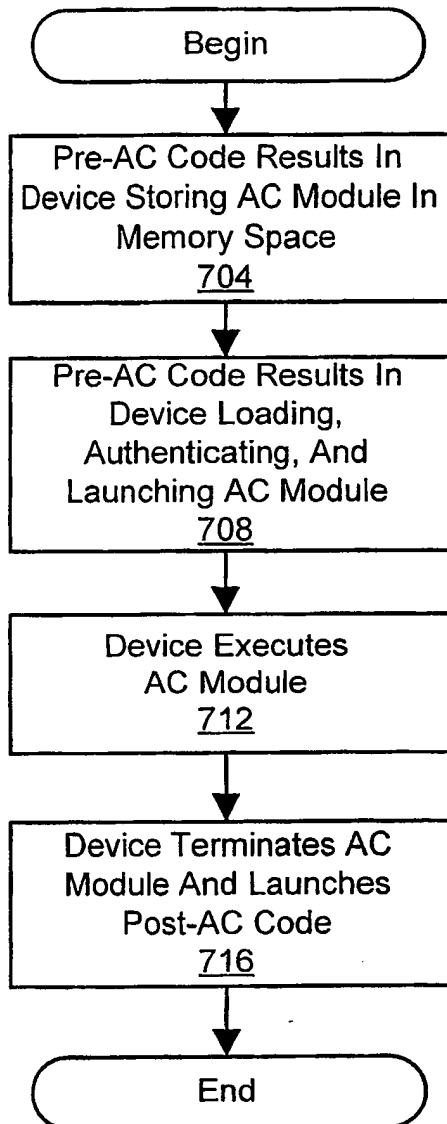 Begin
Pre-AC Code Results In
Device Storing AC Module In
Memory Space
704
Pre-AC Code Results In
Device Loading,
Authenticating, And
Launching AC Module
708
Device Executes
AC Module
712
Device Terminates AC
Module And Launches
Post-AC Code
716
End